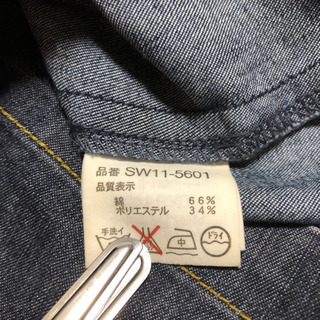 品番 SW11-5601
品質表示
綿 66%
ポリエステル 34%
手洗イ 中 ドライ